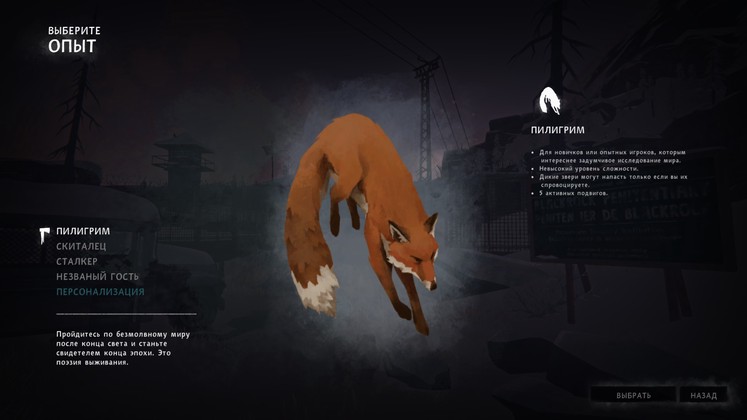 ВЫБЕРИТЕ
ОПЫТ
ПИЛИГРИМ
СКИТАЛЕЦ
СТАЛКЕР
НЕЗВАНЫЙ ГОСТЬ
ПЕРСОНАЛИЗАЦИЯ
Пройдитесь по безмолвному миру
после конца света и станьте
свидетелем конца эпохи. Это
поэзия выживания.
ПИЛИГРИМ
• Для новичков или опытных игроков, которым
интереснее задумчивое исследование мира.
• Невысокий уровень сложности.
• Дикие звери могут напасть только если вы их
спровоцируете.
• 5 активных подвигов.
ВЫБРАТЬ
НАЗАД